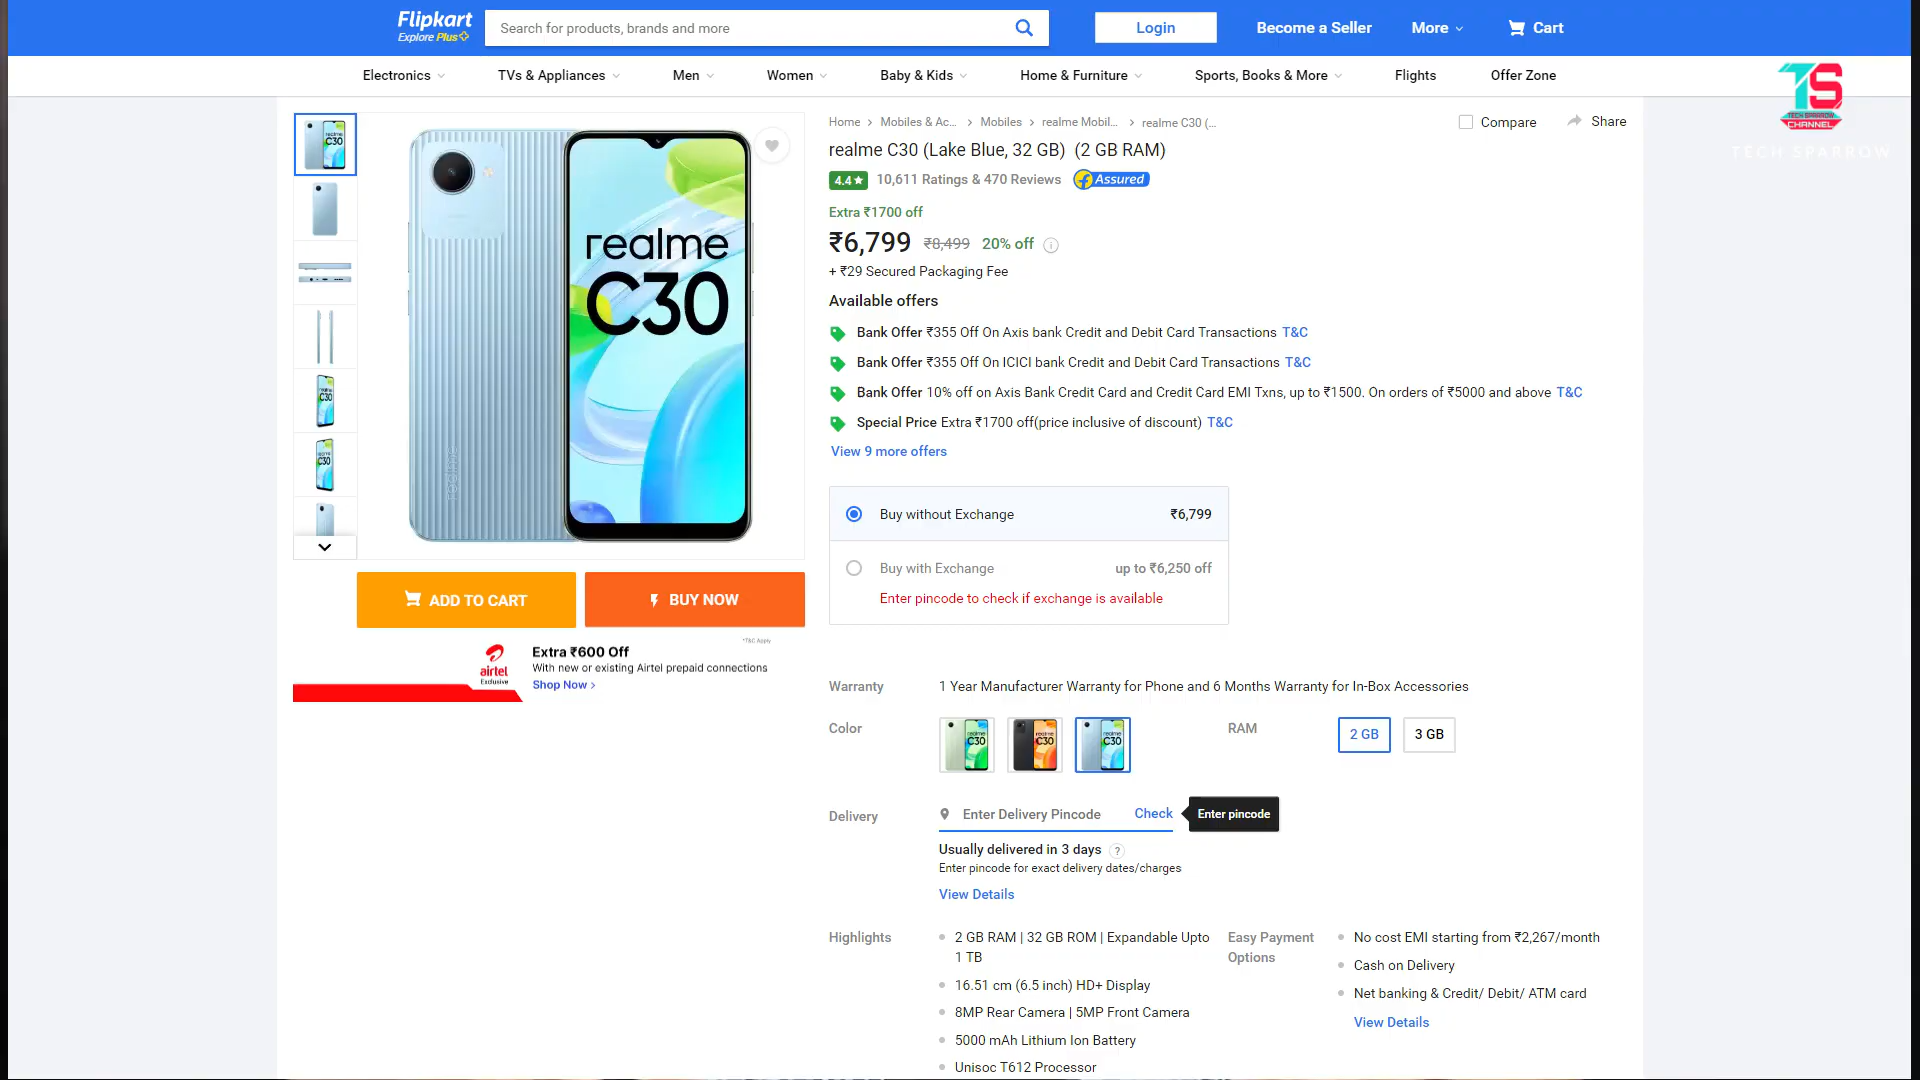 Flipkart
Explore Plus
Search for products, brands and more
Login
Become a Seller
More
Cart
Electronics
TVs & Appliances
Men
Women
Baby & Kids
Home & Furniture
Sports, Books & More
Flights
Offer Zone
TS
TECH SPARROW
CHANNEL
TECH SPARROW
Home
Mobiles & Ac...
Mobiles
realme Mobil...
realme C30 (...
Compare
Share
realme C30 (Lake Blue, 32 GB) (2 GB RAM)
4.4★ 10,611 Ratings & 470 Reviews
Assured
Extra ₹1700 off
₹6,799 ₹8,499 20% off
+ ₹29 Secured Packaging Fee
Available offers
Bank Offer ₹355 Off On Axis bank Credit and Debit Card Transactions T&C
Bank Offer ₹355 Off On ICICI bank Credit and Debit Card Transactions T&C
Bank Offer 10% off on Axis Bank Credit Card and Credit Card EMI Txns, up to ₹1500. On orders of ₹5000 and above T&C
Special Price Extra ₹1700 off(price inclusive of discount) T&C
View 9 more offers
realme
C30
realme
Buy without Exchange ₹6,799
Buy with Exchange up to ₹6,250 off
Enter pincode to check if exchange is available
ADD TO CART
BUY NOW
*T&C Apply
airtel
Exclusive
Extra ₹600 Off
With new or existing Airtel prepaid connections
Shop Now >
Warranty
1 Year Manufacturer Warranty for Phone and 6 Months Warranty for In-Box Accessories
Color
realme
C30
realme
C30
realme
C30
RAM
2 GB
3 GB
Delivery
Enter Delivery Pincode
Check
Enter pincode
Usually delivered in 3 days ?
Enter pincode for exact delivery dates/charges
View Details
Highlights
2 GB RAM | 32 GB ROM | Expandable Upto
1 TB
16.51 cm (6.5 inch) HD+ Display
8MP Rear Camera | 5MP Front Camera
5000 mAh Lithium Ion Battery
Unisoc T612 Processor
Easy Payment
Options
No cost EMI starting from ₹2,267/month
Cash on Delivery
Net banking & Credit/ Debit/ ATM card
View Details